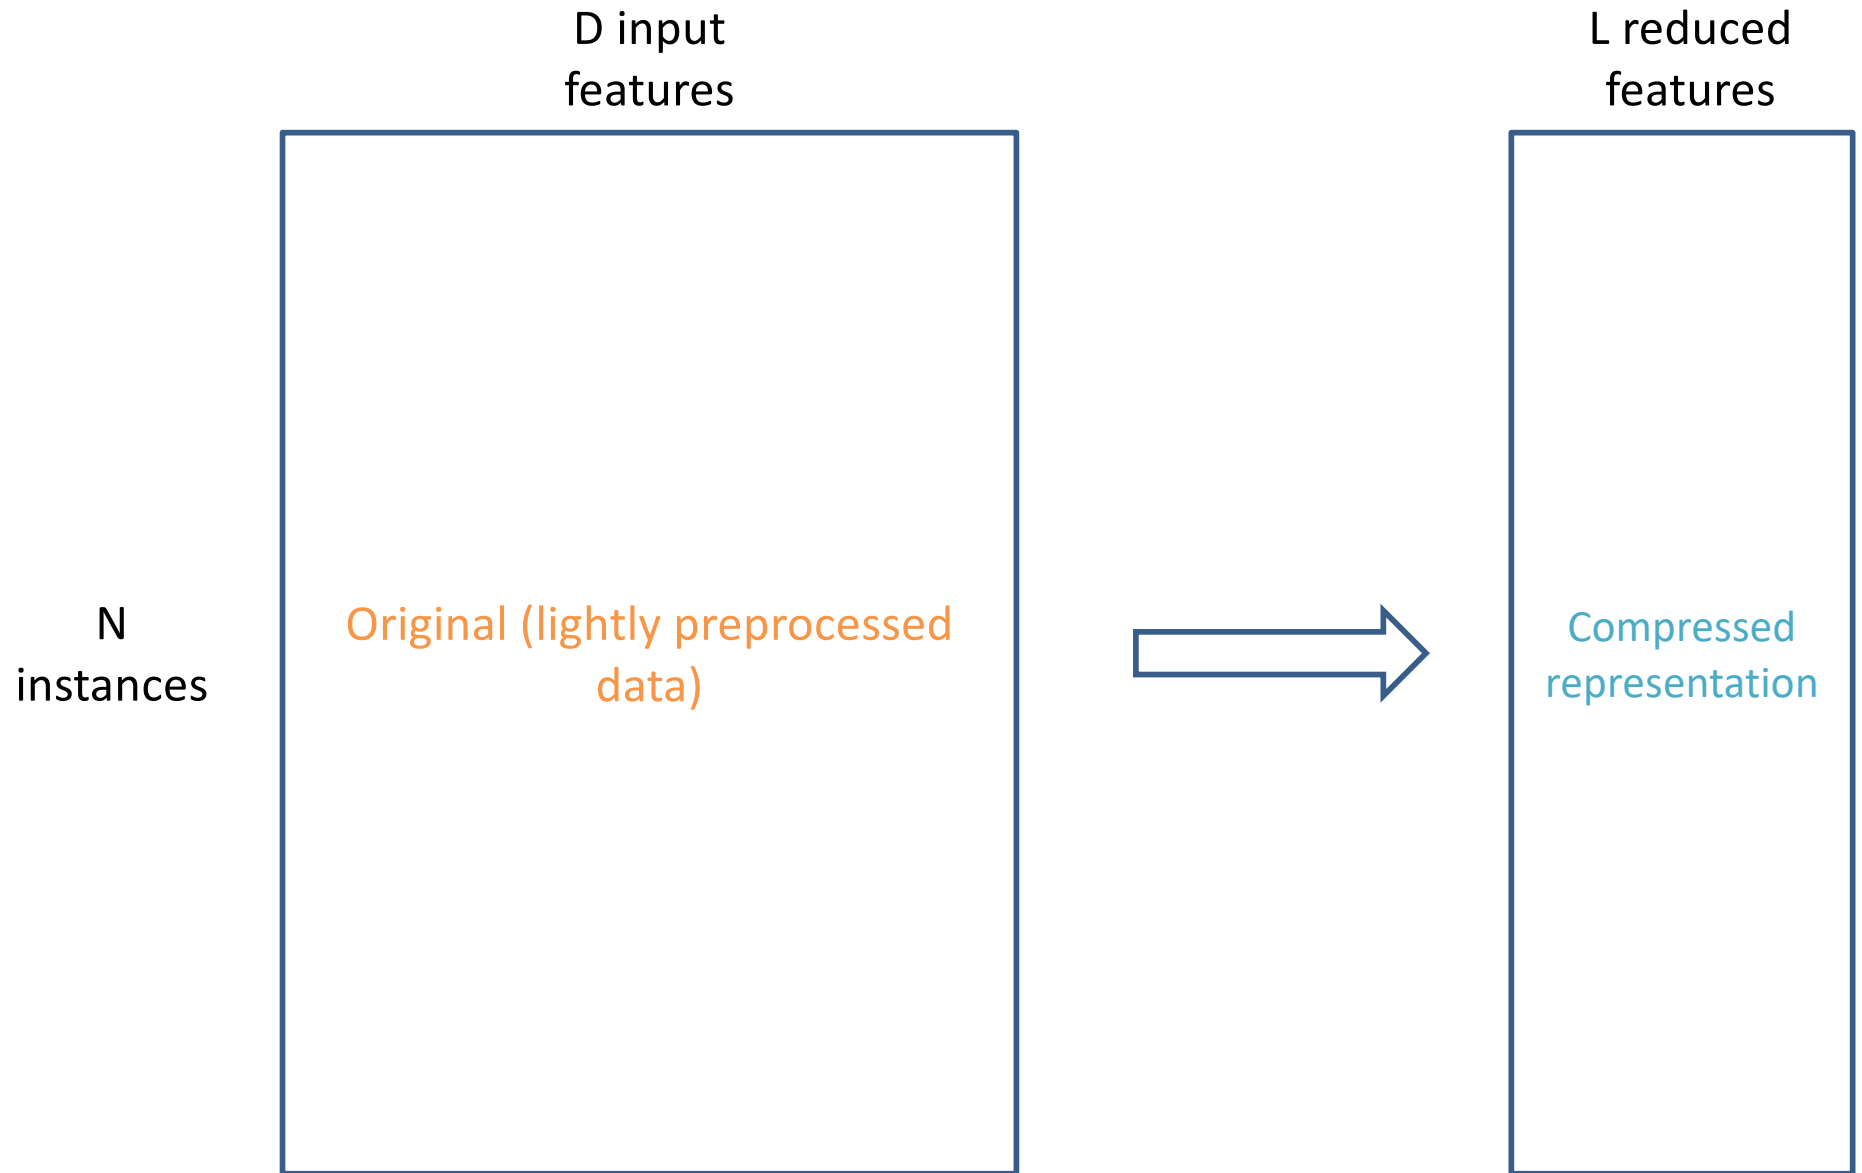 D input
features
L reduced
features
N
instances
Original (lightly preprocessed
data)
Compressed
representation